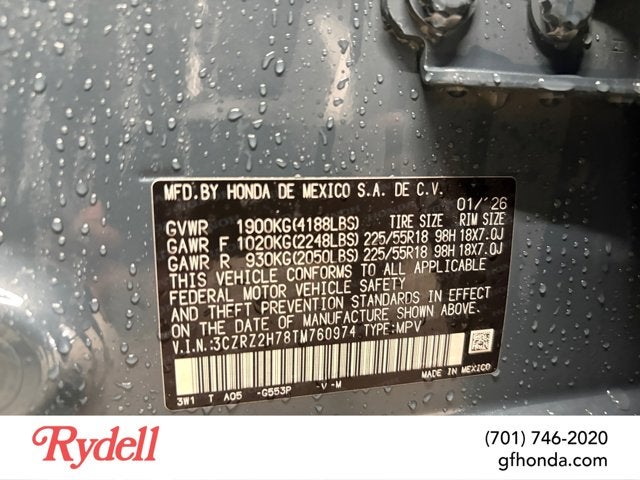 MFD.BY HONDA DE MEXICO S.A. DE C.V.
01/'26
GVWR 1900KG(4188LBS) TIRE SIZE RIM SIZE
GAWR F 1020KG(2248LBS) 225/55R18 98H 18X7.0J
GAWR R 930KG(2050LBS) 225/55R18 98H 18X7.0J
THIS VEHICLE CONFORMS TO ALL APPLICABLE
FEDERAL MOTOR VEHICLE SAFETY
AND THEFT PREVENTION STANDARDS IN EFFECT
ON THE DATE OF MANUFACTURE SHOWN ABOVE.
V.I.N.:3CZRZ2H78TM760974 TYPE:MPV
3W1 T A05 -G553P V-M
MADE IN MEXICO
Rydell
(701) 746-2020
gfhonda.com